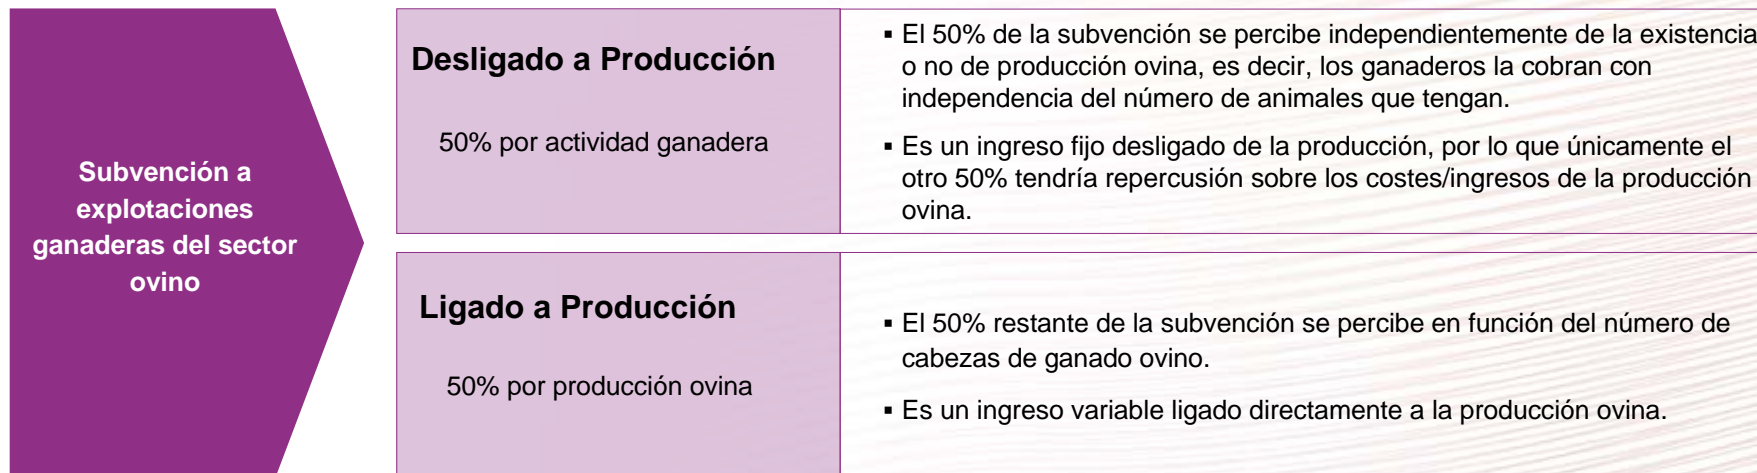 Subvención a
explotaciones
ganaderas del sector
ovino
Desligado a Producción
50% por actividad ganadera
▪ El 50% de la subvención se percibe independientemente de la existencia
o no de producción ovina, es decir, los ganaderos la cobran con
independencia del número de animales que tengan.
▪ Es un ingreso fijo desligado de la producción, por lo que únicamente el
otro 50% tendría repercusión sobre los costes/ingresos de la producción
ovina.
Ligado a Producción
50% por producción ovina
▪ El 50% restante de la subvención se percibe en función del número de
cabezas de ganado ovino.
▪ Es un ingreso variable ligado directamente a la producción ovina.